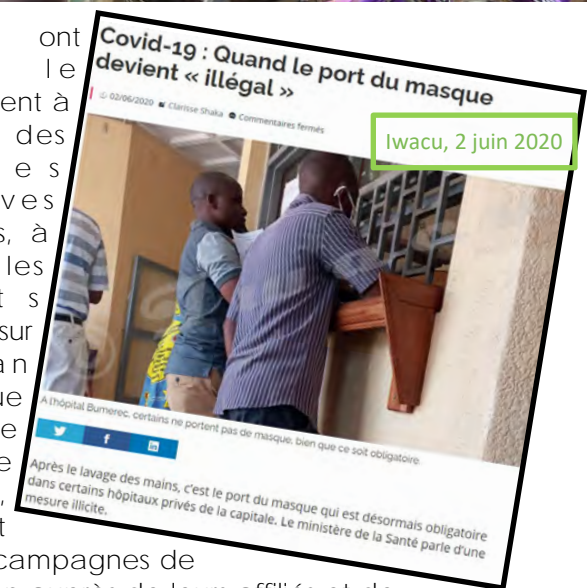 ont
le
ent à
des
es
ves
s, à
les
t s
sur
an
ue
e
e
,
t
campagnes de
Covid-19 : Quand le port du masque
devient « illégal »
02/06/2020 Clarisse Shaka Commentaires fermés
Iwacu, 2 juin 2020
A l'hôpital Bumerec, certains ne portent pas de masque, bien que ce soit obligatoire.
Après le lavage des mains, c'est le port du masque qui est désormais obligatoire
dans certains hôpitaux privés de la capitale. Le ministère de la Santé parle d'une
mesure illicite.